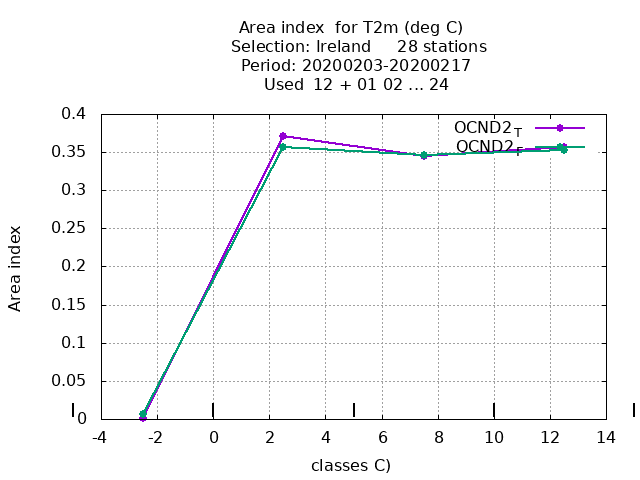 Area index  for T2m (deg C)
Selection: Ireland     28 stations
Period: 20200203-20200217
Used  12 + 01 02 ... 24
OCND2_T
OCND2_F
0.4
0.35
0.3
0.25
0.2
0.15
0.1
0.05
0
Area index
-4 -2 0 2 4 6 8 10 12 14
classes C)